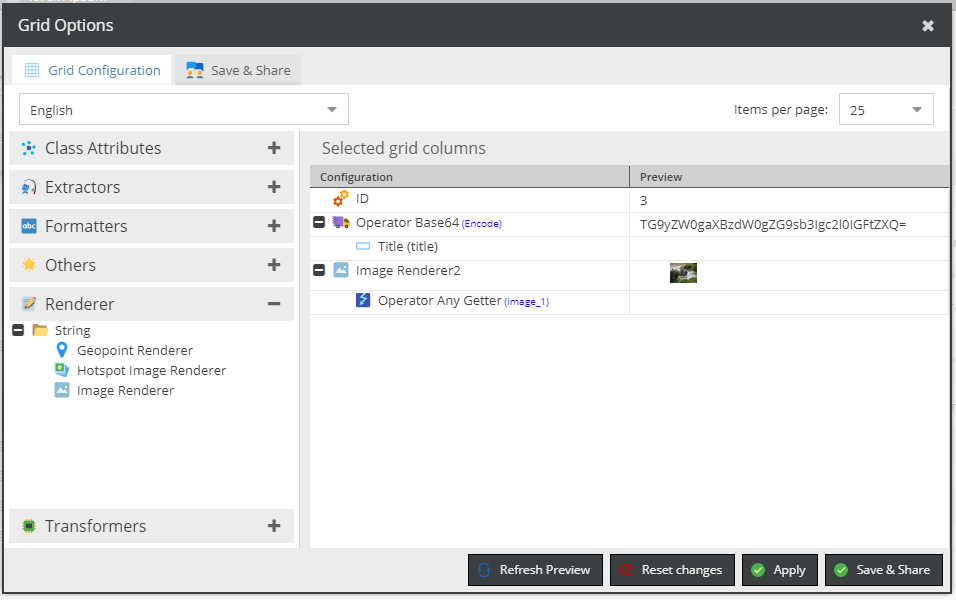 Grid Options
Grid Configuration
Save & Share
English
Items per page:
25
Class Attributes
Extractors
Formatters
Others
Renderer
String
Geopoint Renderer
Hotspot Image Renderer
Image Renderer
Transformers
Selected grid columns
Configuration
Preview
ID
3
Operator Base64 (Encode)
TG9yZW0gaXBzdW0gZG9sb3Igc2l0IGFtZXQ=
Title (title)
Image Renderer2
Operator Any Getter (image_1)
Refresh Preview
Reset changes
Apply
Save & Share